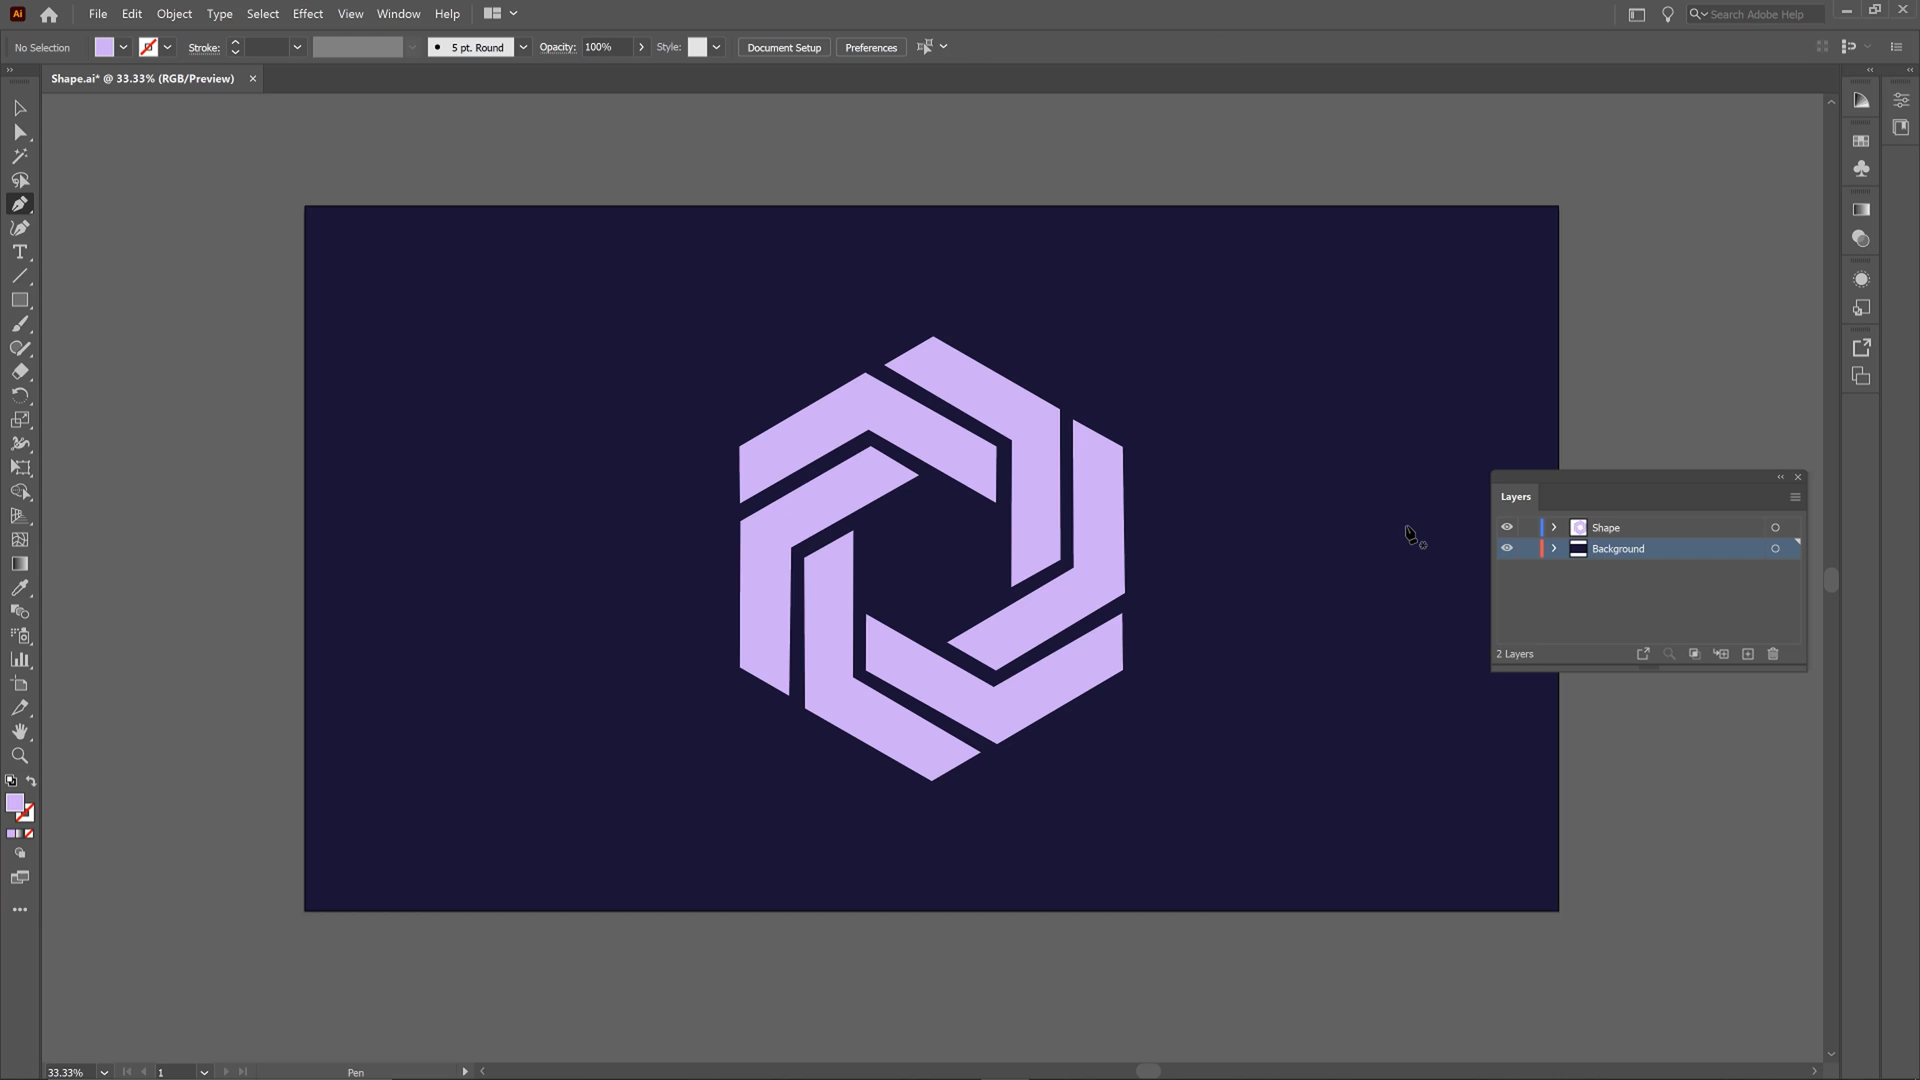 Ai File Edit Object Type Select Effect View Window Help Search Adobe Help
No Selection Stroke: 5 pt. Round Opacity: 100% Style: Document Setup Preferences
Shape.ai* @ 33.33% (RGB/Preview)
Layers
Shape
Background
2 Layers
33.33% 1 Pen